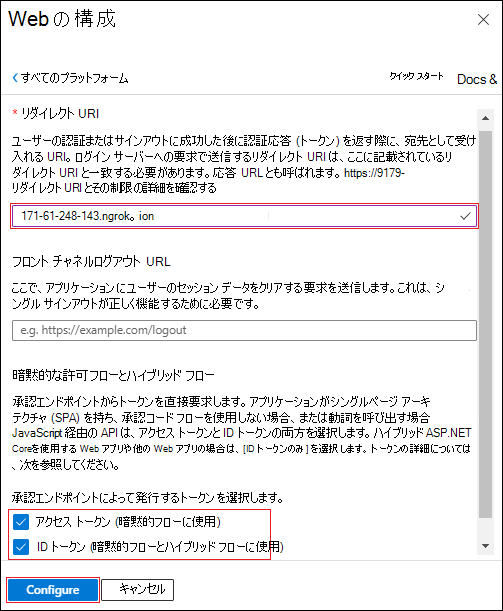 Webの構成
すべてのプラットフォーム
クイック スタート
Docs &
* リダイレクト URI
ユーザーの認証またはサインアウトに成功した後に認証応答 (トークン) を返す際に、宛先として受け
入れる URI。ログイン サーバーへの要求で送信するリダイレクト URI は、ここに記載されているリ
ダイレクト URI と一致する必要があります。応答 URL とも呼ばれます。https://9179-
リダイレクト URI とその制限の詳細を確認する
171-61-248-143.ngrok。ion
フロント チャネルログアウト URL
ここで、アプリケーションにユーザーのセッション データをクリアする要求を送信します。これは、シ
ングル サインアウトが正しく機能するために必要です。
e.g. https://example.com/logout
暗黙的な許可フローとハイブリッド フロー
承認エンドポイントからトークンを直接要求します。アプリケーションがシングルページ アーキ
テクチャ (SPA) を持ち、承認コード フローを使用しない場合、または動詞を呼び出す場合
JavaScript 経由の API は、アクセス トークンと ID トークンの両方を選択します。ハイブリッド ASP.NET
Coreを使用する Web アプリや他の Web アプリの場合は、[ID トークンのみ] を選択します。トークンの詳細については
、次を参照してください。
承認エンドポイントによって発行するトークンを選択します。
アクセス トークン (暗黙的フローに使用)
ID トークン (暗黙的フローとハイブリッド フローに使用)
Configure
キャンセル